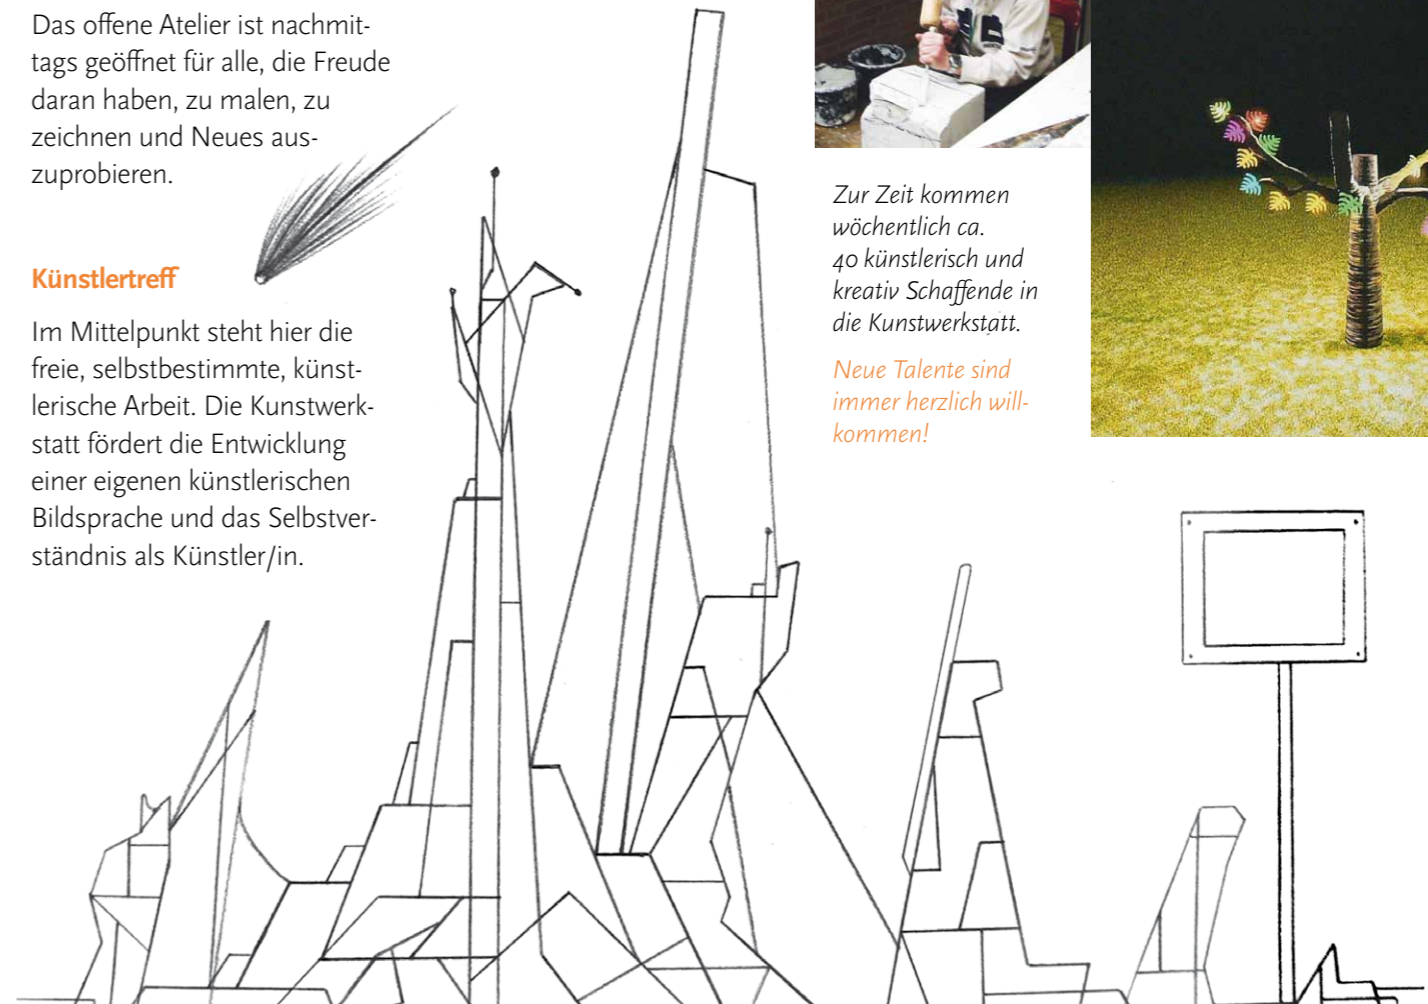 Das offene Atelier ist nachmit-
tags geöffnet für alle, die Freude
daran haben, zu malen, zu
zeichnen und Neues aus-
zuprobieren.
Künstlertreff
Im Mittelpunkt steht hier die
freie, selbstbestimmte, künst-
lerische Arbeit. Die Kunstwerk-
statt fördert die Entwicklung
einer eigenen künstlerischen
Bildsprache und das Selbstver-
ständnis als Künstler/in.
Zur Zeit kommen
wöchentlich ca.
40 künstlerisch und
kreativ Schaffende in
die Kunstwerkstatt.
Neue Talente sind
immer herzlich will-
kommen!